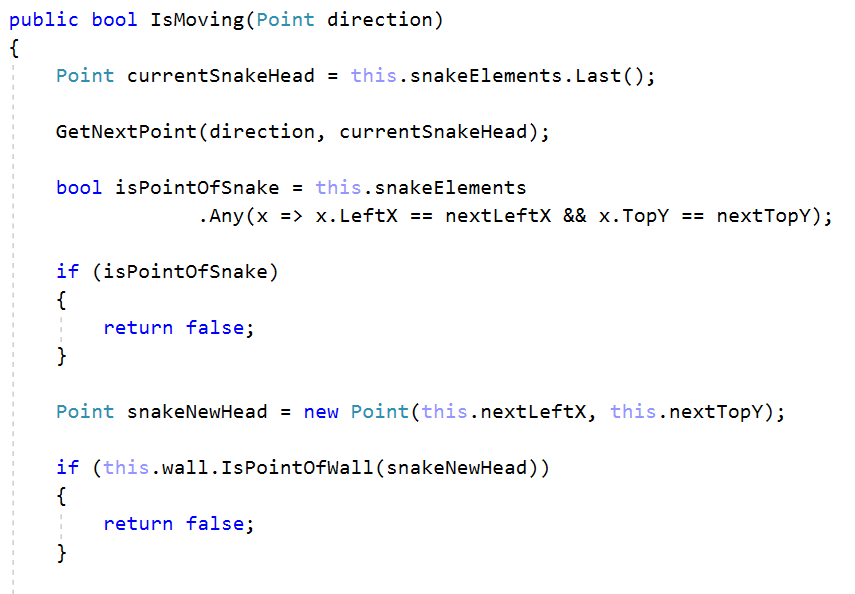 public bool IsMoving(Point direction)
{
    Point currentSnakeHead = this.snakeElements.Last();
    GetNextPoint(direction, currentSnakeHead);
    bool isPointOfSnake = this.snakeElements
                .Any(x => x.LeftX == nextLeftX && x.TopY == nextTopY);
    if (isPointOfSnake)
    {
        return false;
    }
    Point snakeNewHead = new Point(this.nextLeftX, this.nextTopY);
    if (this.wall.IsPointOfWall(snakeNewHead))
    {
        return false;
    }